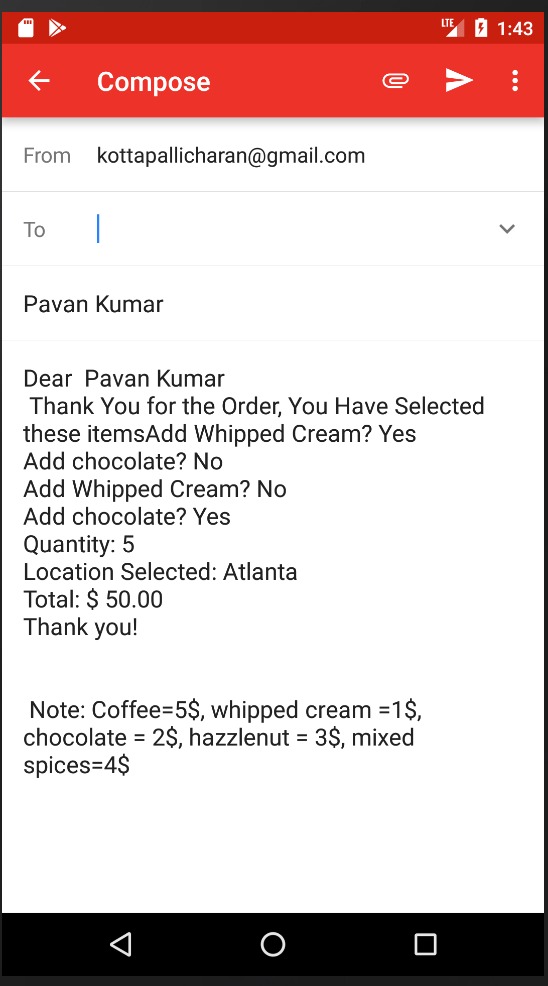 LTE 1:43
Compose
From kottapallicharan@gmail.com
To
Pavan Kumar
Dear  Pavan Kumar
 Thank You for the Order, You Have Selected
these itemsAdd Whipped Cream? Yes
Add chocolate? No
Add Whipped Cream? No
Add chocolate? Yes
Quantity: 5
Location Selected: Atlanta
Total: $ 50.00
Thank you!
 Note: Coffee=5$, whipped cream =1$,
chocolate = 2$, hazzlenut = 3$, mixed
spices=4$